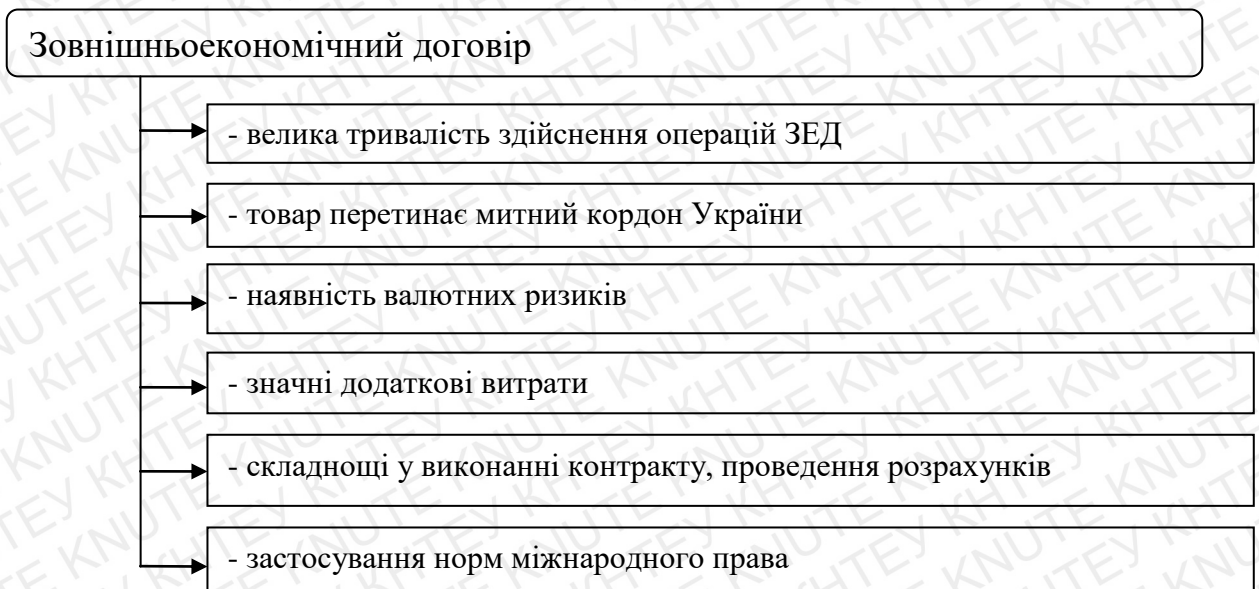 Зовнішньоекономічний договір
- велика тривалість здійснення операцій ЗЕД
- товар перетинає митний кордон України
- наявність валютних ризиків
- значні додаткові витрати
- складнощі у виконанні контракту, проведення розрахунків
- застосування норм міжнародного права